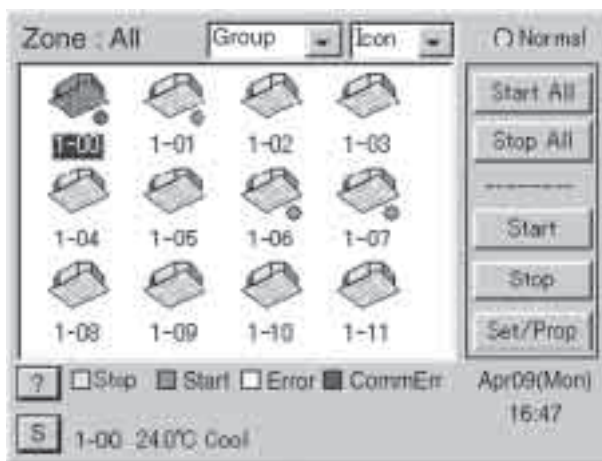 Zone : All Group Icon Normal
Start All
1-00 1-01 1-02 1-03
Stop All
1-04 1-05 1-06 1-07
Start
Stop
1-08 1-09 1-10 1-11
Set/Prop
? Stop Start Error CommErr
Apr09(Mon)
16:47
S 1-00 24.0℃ Cool